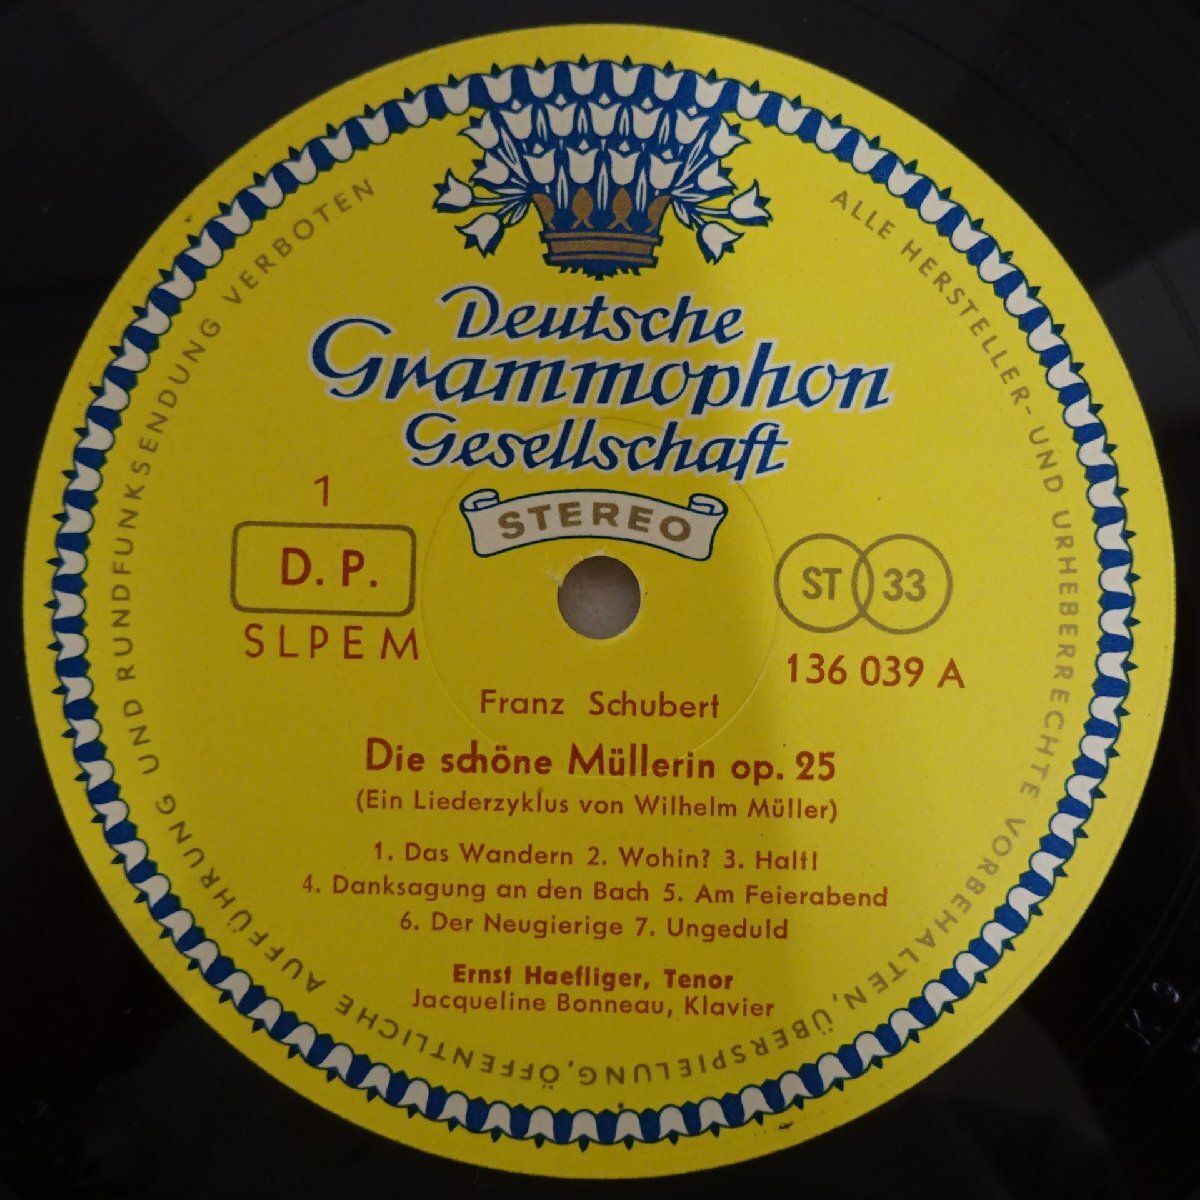 Deutsche
Grammophon
Gesellschaft
STEREO
1
D. P.
SLPEM
ST 33
136 039 A
Franz Schubert
Die schöne Müllerin op. 25
(Ein Liederzyklus von Wilhelm Müller)
1. Das Wandern 2. Wohin? 3. Halt!
4. Danksagung an den Bach 5. Am Feierabend
6. Der Neugierige 7. Ungeduld
Ernst Haefliger, Tenor
Jacqueline Bonneau, Klavier
ALLE HERSTELLER- UND URHEBERRECHTE VORBEHALTEN, ÜBERSPIELUNG, ÖFFENTLICHE AUFFÜHRUNG UND RUNDFUNKSENDUNG VERBOTEN
K 9